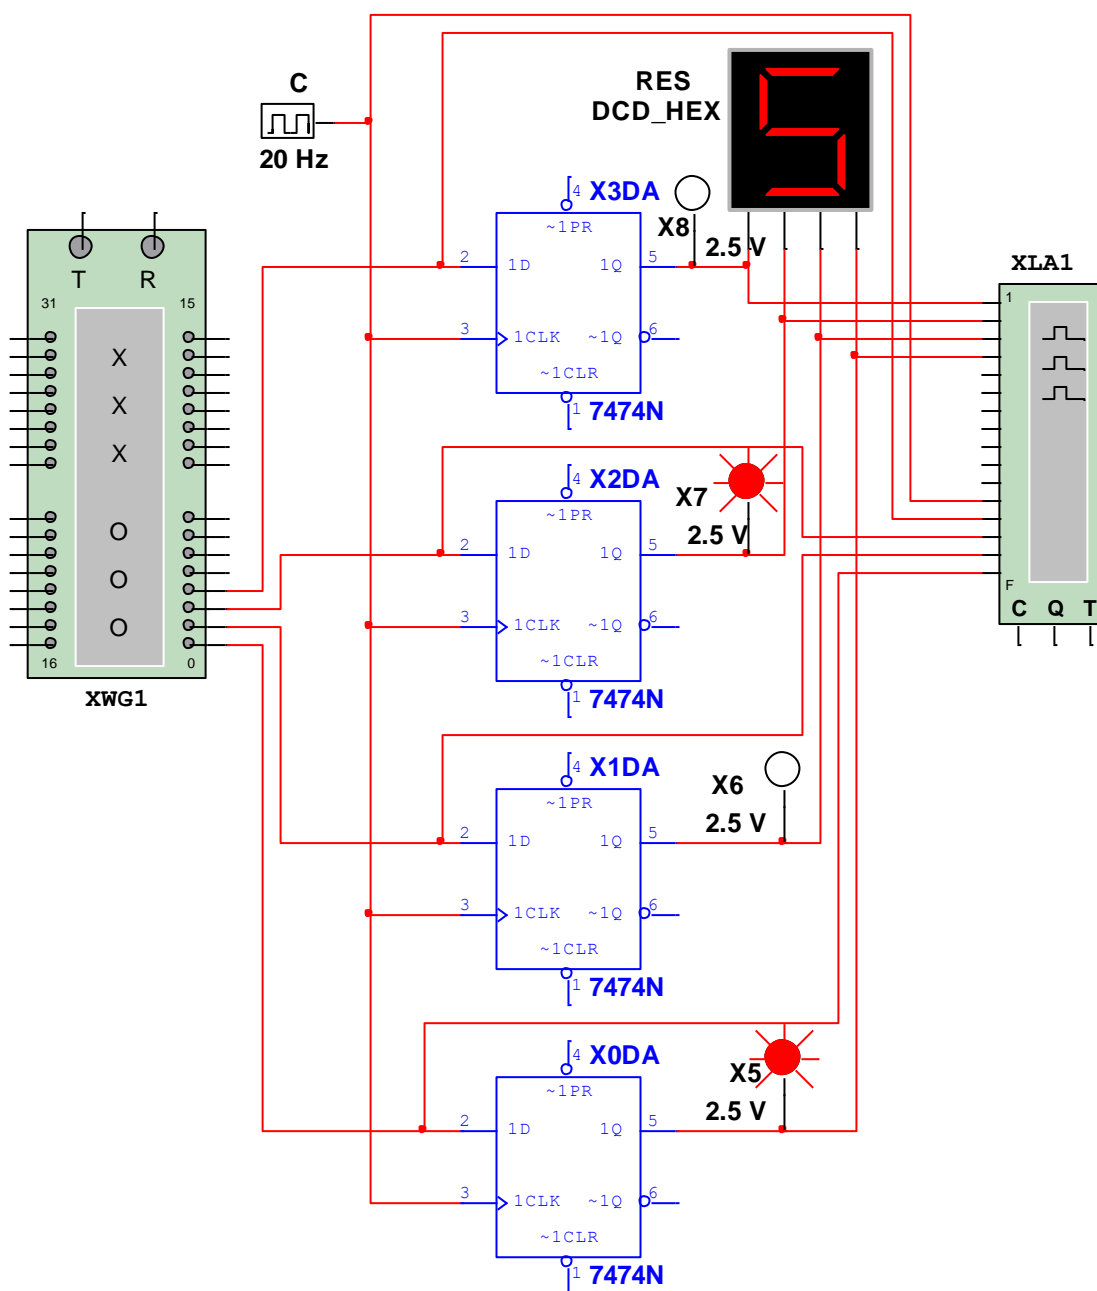 C
20 Hz
RES
DCD_HEX
5
X3DA
4
~1PR
X8
2.5 V
2
1D
1Q
5
3
1CLK
~1Q
6
~1CLR
1
7474N
XLA1
1
F
C Q T
T R
31
15
X
X
X
O
O
O
16
0
XWG1
X2DA
4
~1PR
X7
2.5 V
2
1D
1Q
5
3
1CLK
~1Q
6
~1CLR
1
7474N
X1DA
4
~1PR
X6
2.5 V
2
1D
1Q
5
3
1CLK
~1Q
6
~1CLR
1
7474N
X0DA
4
~1PR
X5
2.5 V
2
1D
1Q
5
3
1CLK
~1Q
6
~1CLR
1
7474N